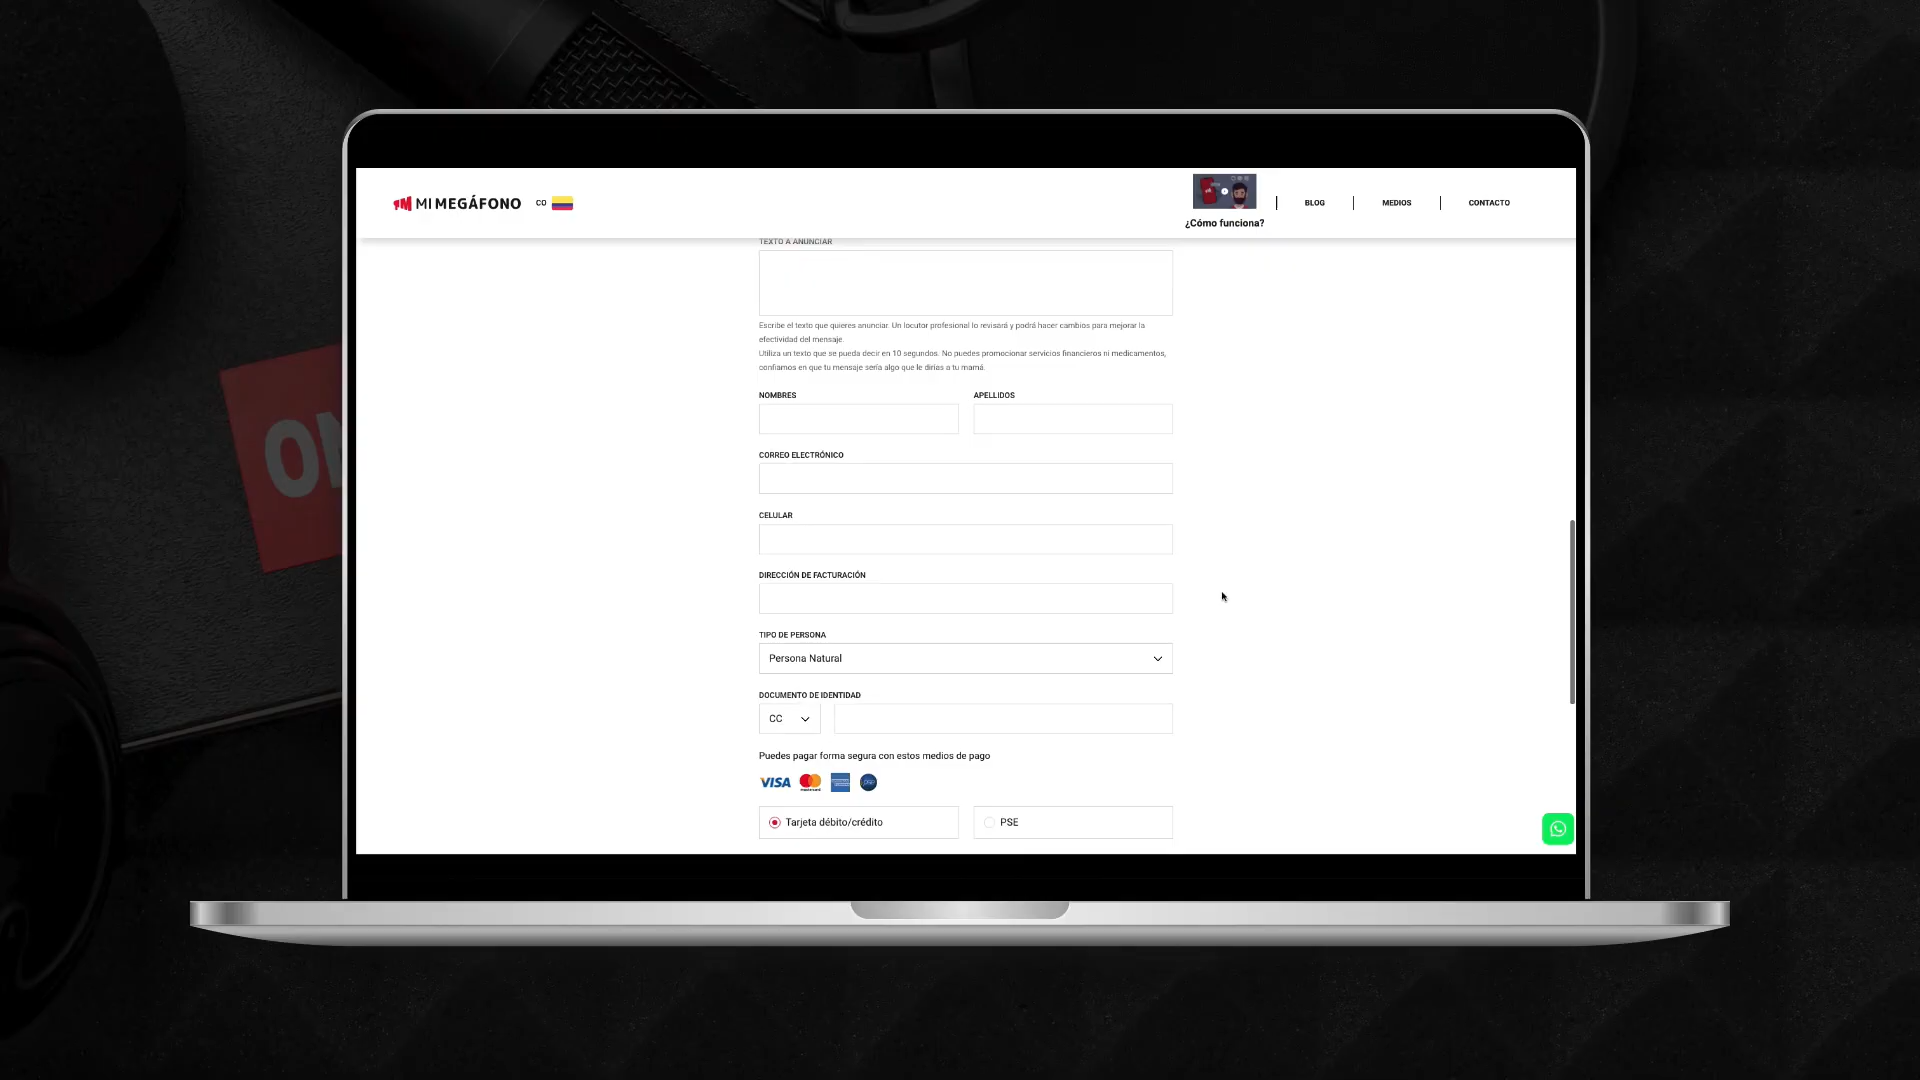 MI MEGÁFONO CO
¿Cómo funciona?
BLOG
MEDIOS
CONTACTO
TEXTO A ANUNCIAR
Escribe el texto que quieres anunciar. Un locutor profesional lo revisará y podrá hacer cambios para mejorar la
efectividad del mensaje.
Utiliza un texto que se pueda decir en 10 segundos. No puedes promocionar servicios financieros ni medicamentos,
confiamos en que tu mensaje sería algo que le dirías a tu mamá.
NOMBRES
APELLIDOS
CORREO ELECTRÓNICO
CELULAR
DIRECCIÓN DE FACTURACIÓN
TIPO DE PERSONA
Persona Natural
DOCUMENTO DE IDENTIDAD
CC
Puedes pagar forma segura con estos medios de pago
VISA
Tarjeta débito/crédito
PSE